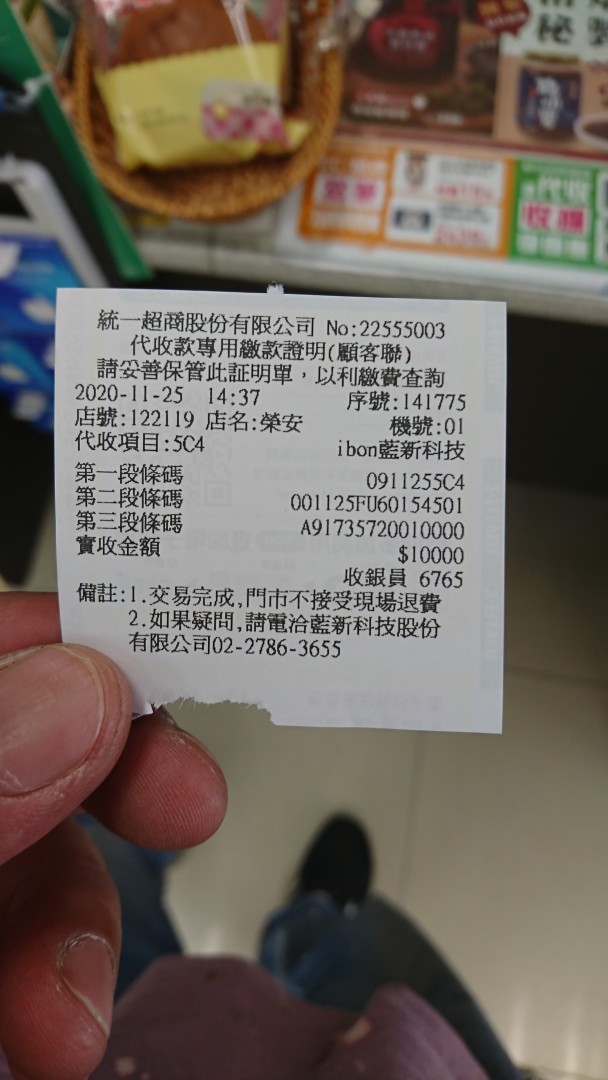 統一超商股份有限公司 No:22555003
代收款專用繳款證明(顧客聯)
請妥善保管此証明單，以利繳費查詢
2020-11-25 14:37 序號:141775
店號:122119 店名:榮安 機號:01
代收項目:5C4 ibon藍新科技
第一段條碼 0911255C4
第二段條碼 001125FU60154501
第三段條碼 A91735720010000
實收金額 $10000
收銀員 6765
備註:1.交易完成,門市不接受現場退費
2.如果疑問,請電洽藍新科技股份
有限公司02-2786-3655